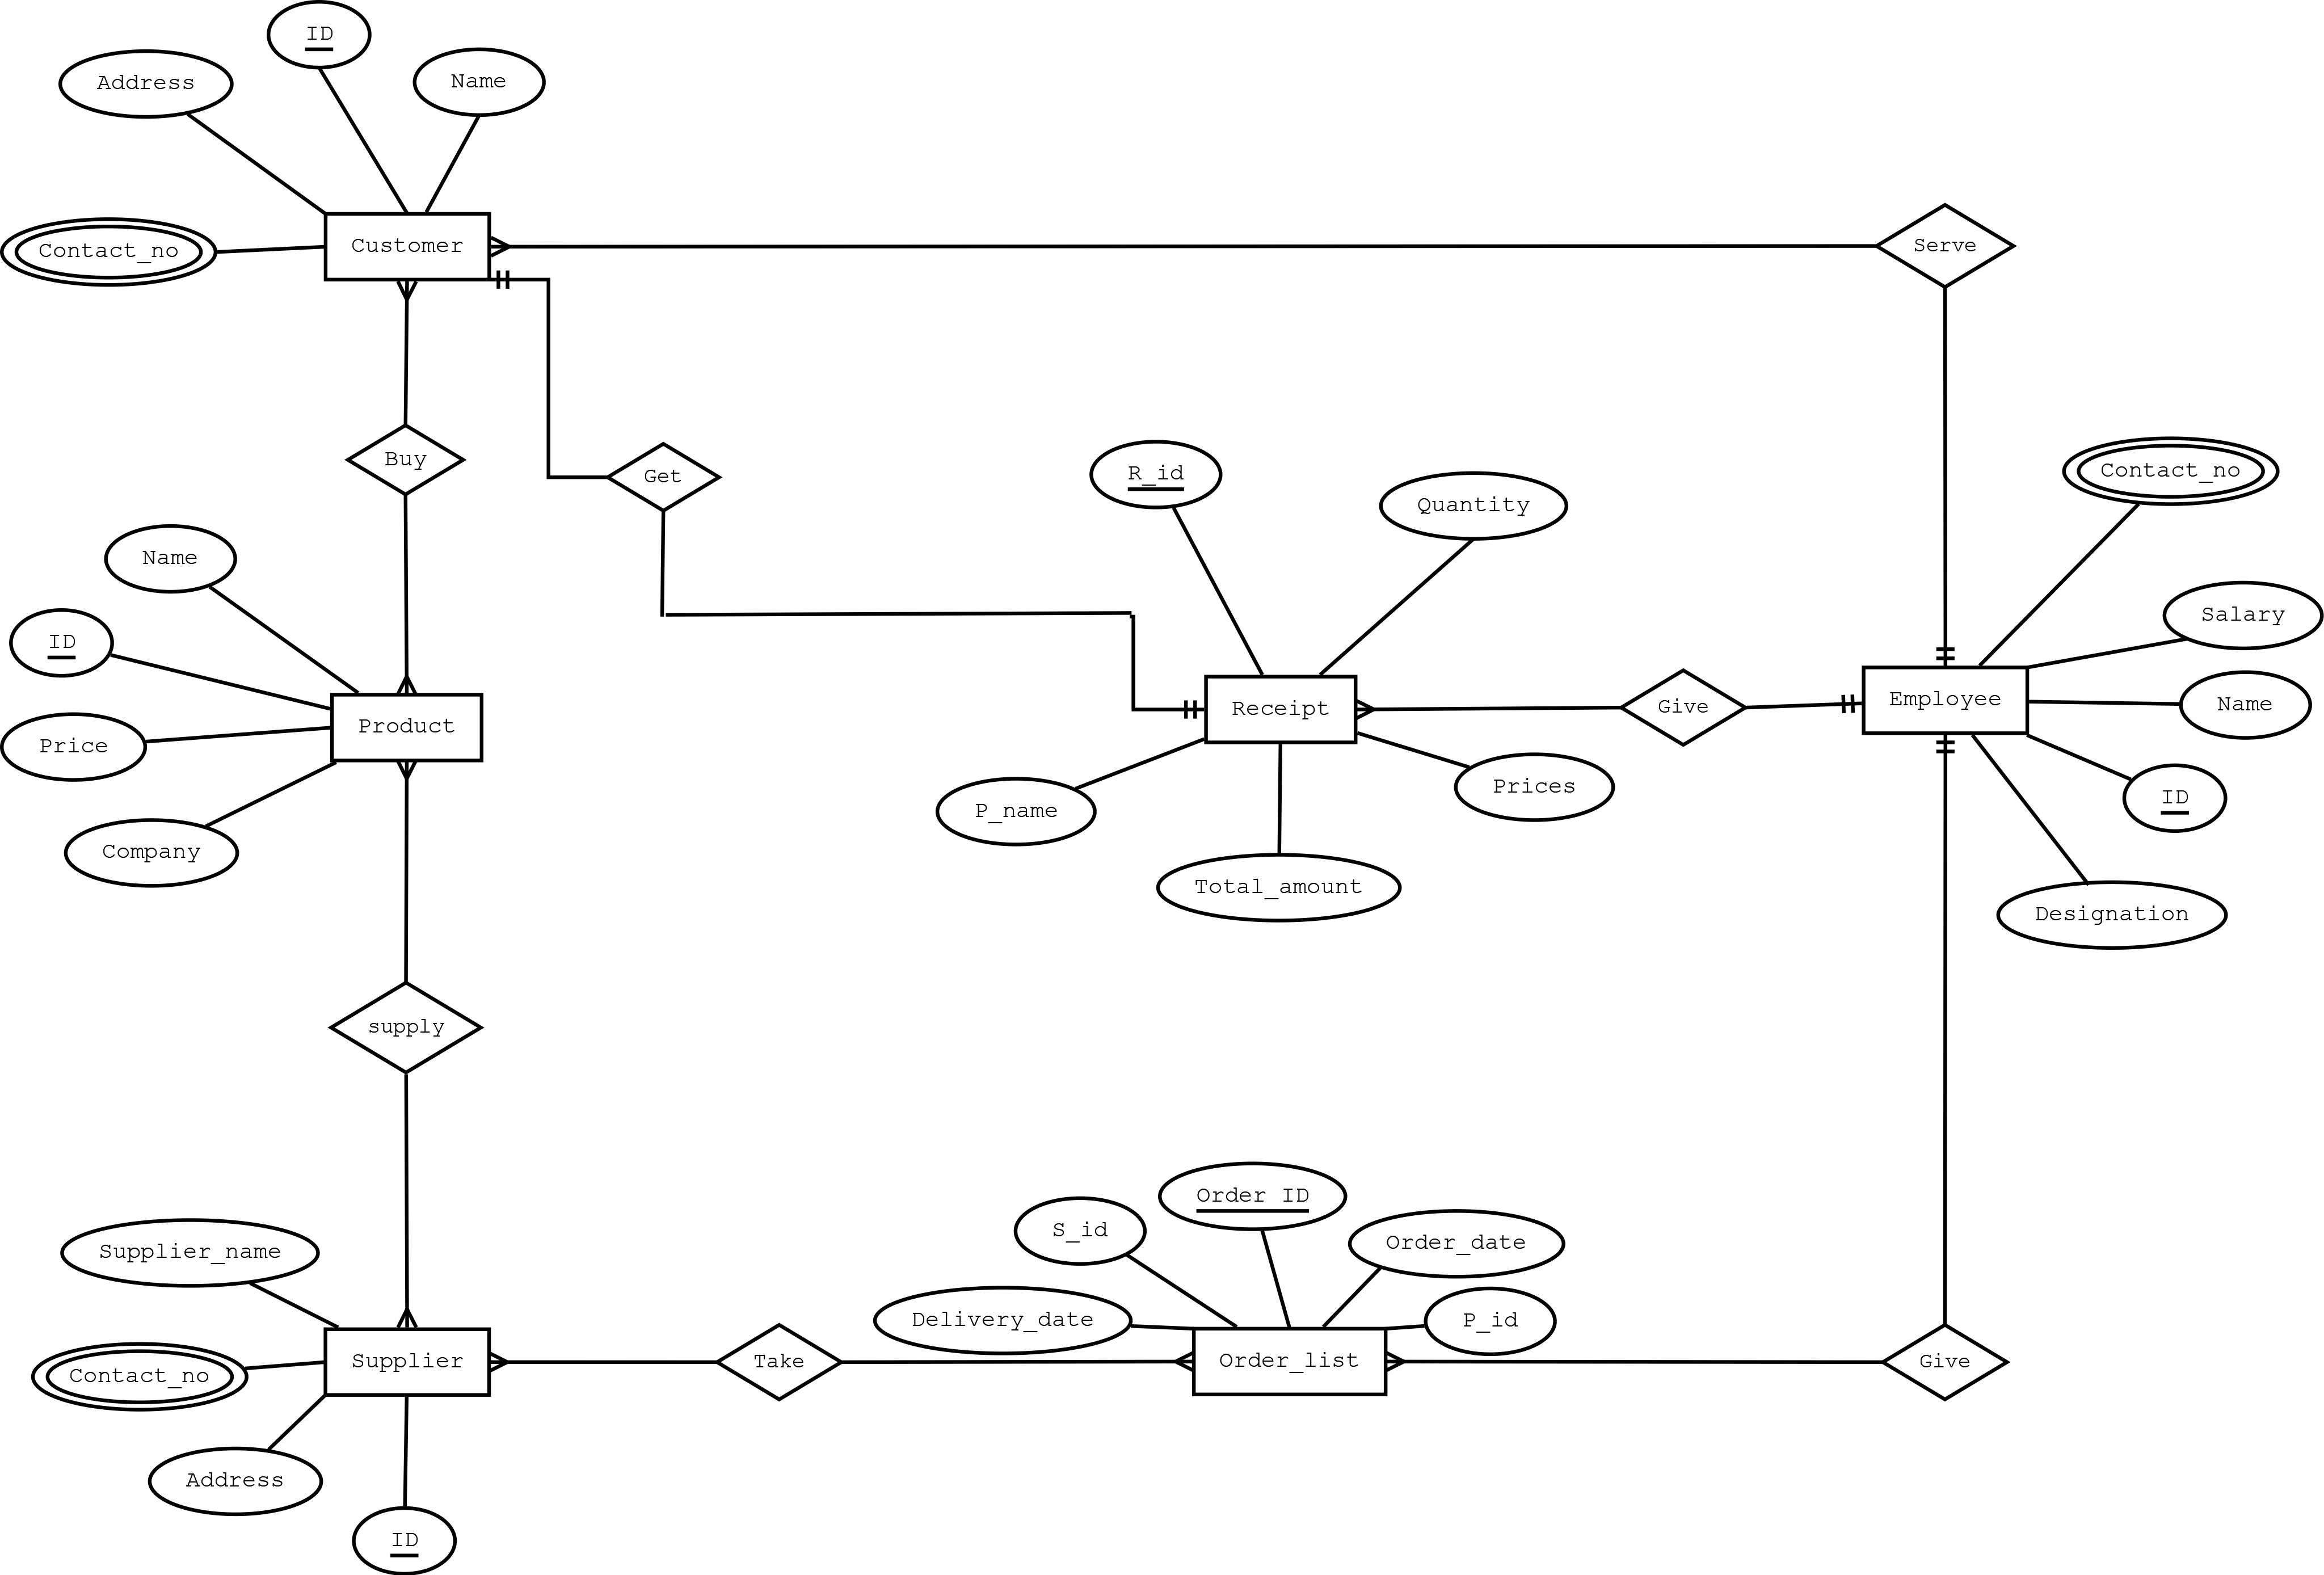 ID
Address
Name
Contact_no
Customer
Serve
Buy
Get
R_id
Quantity
Contact_no
Name
ID
Price
Company
Product
Receipt
Give
Employee
Salary
Name
ID
Designation
P_name
Prices
Total_amount
supply
Supplier_name
Contact_no
Address
ID
Supplier
Take
Delivery_date
S_id
Order ID
Order_date
P_id
Order_list
Give